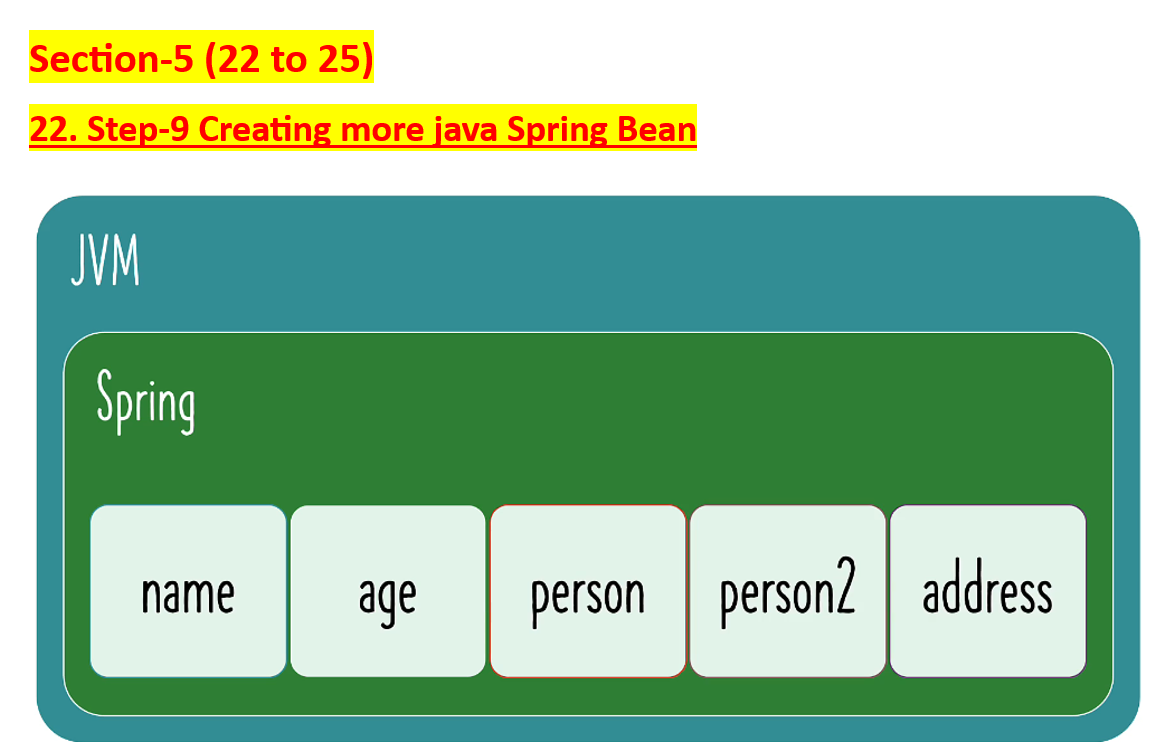 Section-5 (22 to 25)
22. Step-9 Creating more java Spring Bean
JVM
Spring
name age person person2 address